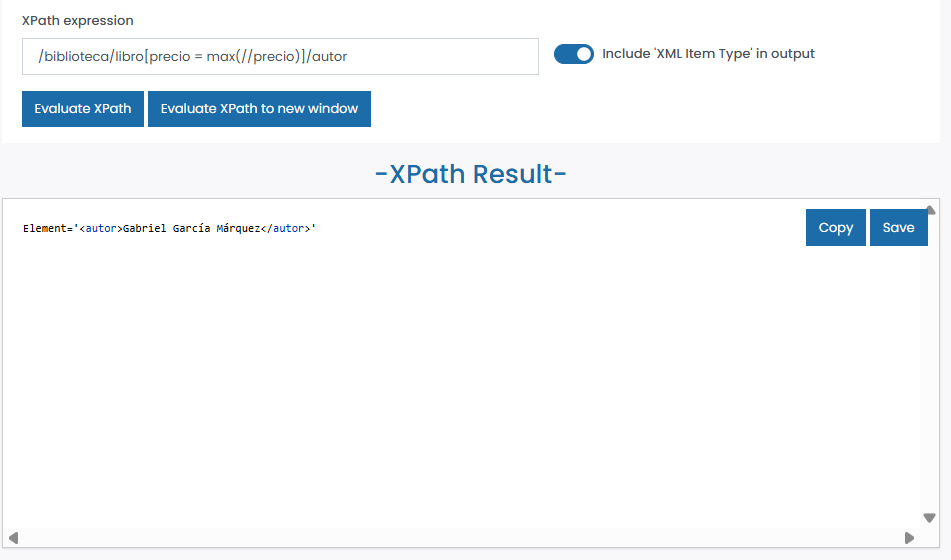 XPath expression
/biblioteca/libro[precio = max(//precio)]/autor
Include 'XML Item Type' in output
Evaluate XPath
Evaluate XPath to new window
-XPath Result-
Element='<autor>Gabriel García Márquez</autor>'
Copy
Save